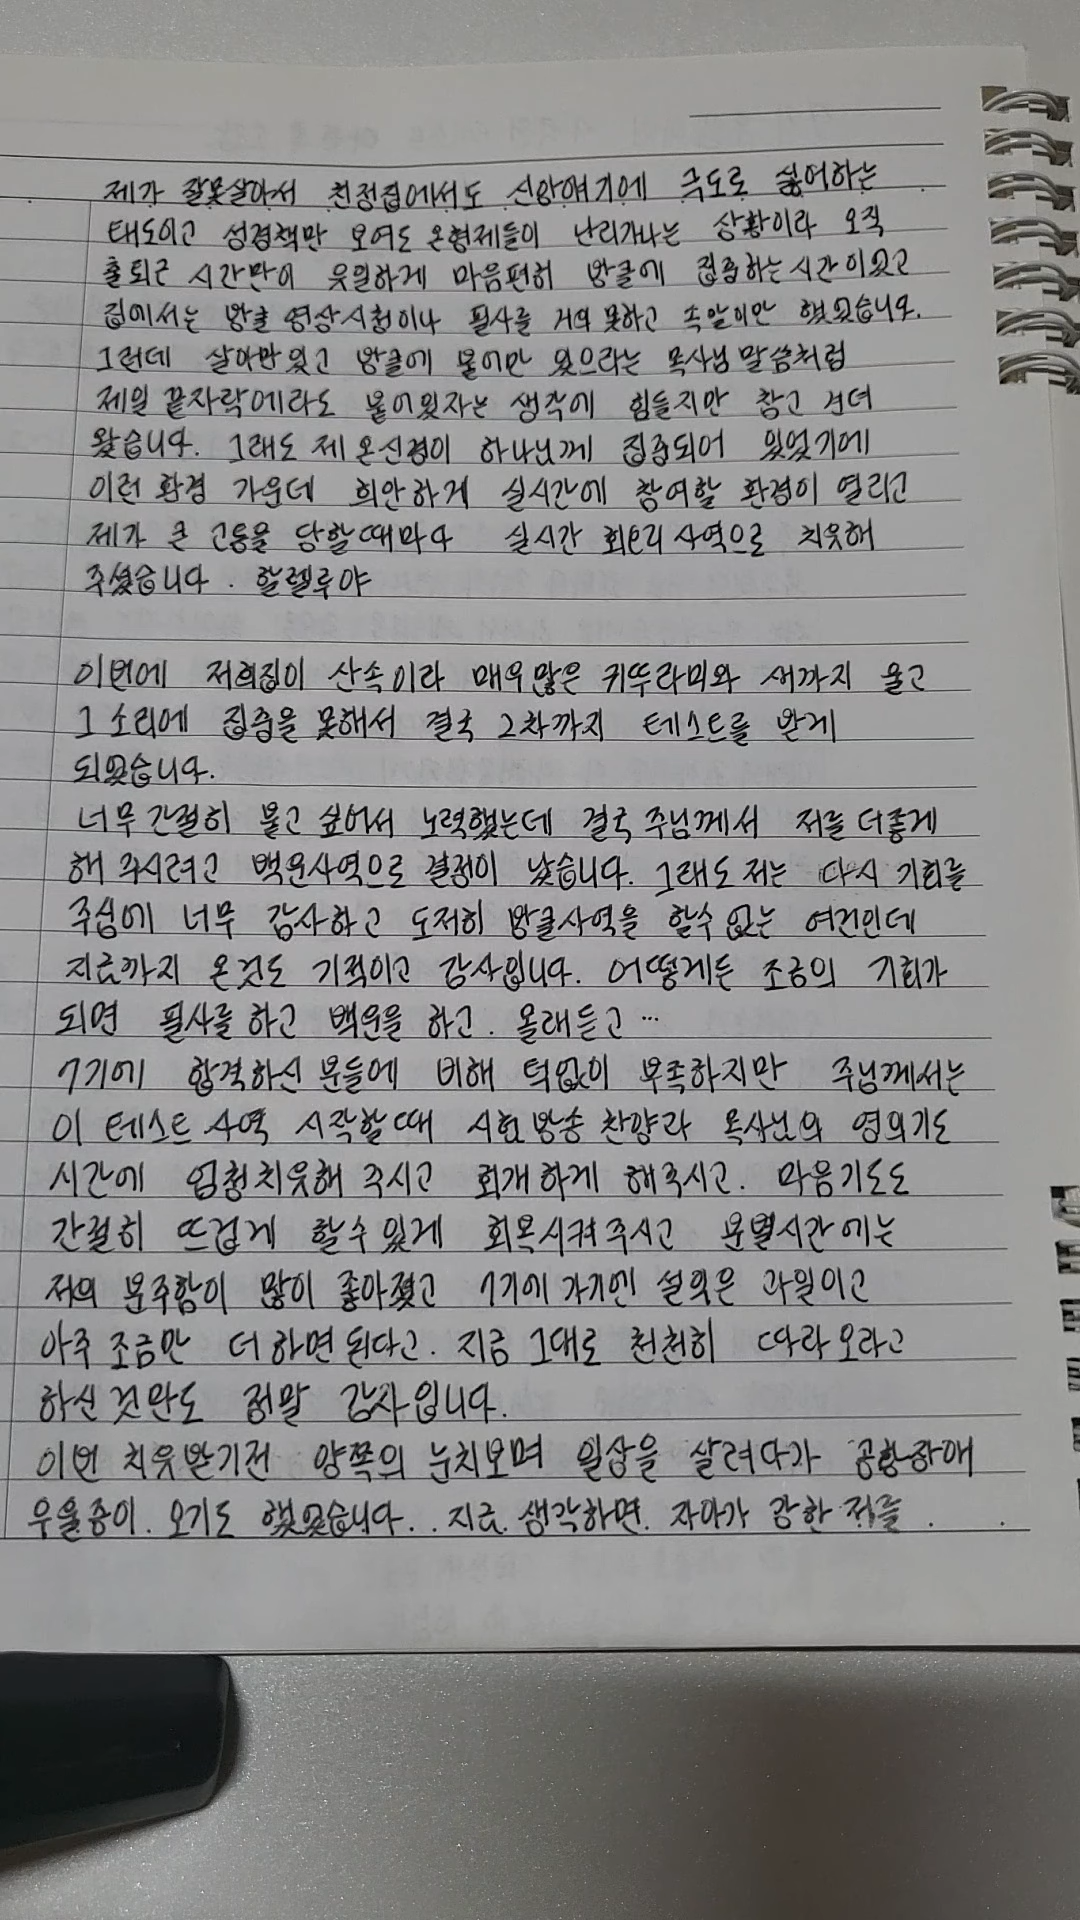 제가 잘못살아서 친정집에서도 신앙얘기에 극도로 싫어하는
태도이고 성경책만 보여도 온형제들이 난리가나는 상황이라 오직
출퇴근 시간만이 유일하게 마음편히 방글에 집중하는시간이였고
집에서는 방글 영상시청이나 필사를 거의 못하고 속앓이만 했었습니다.
그런데 살아만있고 방글에 붙어만 있으라는 목사님말씀처럼
제일 끝자락에라도 붙어있자는 생각에 힘들지만 참고 견뎌
왔습니다. 그래도 제온신경이 하나님께 집중되어 있었기에
이런 환경 가운데 희안하게 실시간에 참여할 환경이 열리고
제가 큰 고통을 당할때마다 실시간 회오리 사역으로 치유해
주셨습니다. 할렐루야
이번에 저희집이 산속이라 매우많은 귀뚜라미와 새까지 울고
그 소리에 집중을 못해서 결국 2차까지 테스트를 받게
되었습니다.
너무 간절히 붙고 싶어서 노력했는데 결국 주님께서 저를 더좋게
해 주시려고 백운사역으로 결정이 났습니다. 그래도 저는 다시 기회를
주심에 너무 감사하고 도저히 방글사역을 할수 없는 여건인데
지금까지 온것도 기적이고 감사입니다. 어떻게든 조금의 기회가
되면 필사를 하고 백운을 하고. 올래듣고 …
7기에 합격하신 분들에 비해 턱없이 부족하지만 주님께서는
이 테스트 사역 시작할때 시험방송 찬양과 목사님의 영의기도
시간에 엄청치유해 주시고 회개하게 해주시고. 마음기도도
간절히 뜨겁게 할수있게 회복시켜주시고 분별시간에는
저의 분주함이 많이 좋아졌고 7기에 가기엔 설익은 과일이고
아주 조금만 더 하면 된다고. 지금 그대로 천천히 따라오라고
하신것만도 정말 감사입니다.
이번 치유받기전 양쪽의 눈치보며 일상을 살려다가 공황장애
우울증이. 오기도 했었습니다.. 지금. 생각하면. 자아가 강한 저를 .